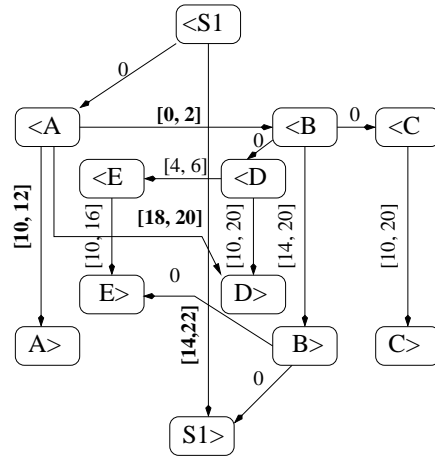 <S1
0
<A
[0, 2]
<B
0
<C
0
<E
[4, 6]
<D
[10, 12]
[10, 16]
[18, 20]
[10, 20]
[14, 20]
[10, 20]
E>
0
D>
[14,22]
A>
B>
C>
0
S1>